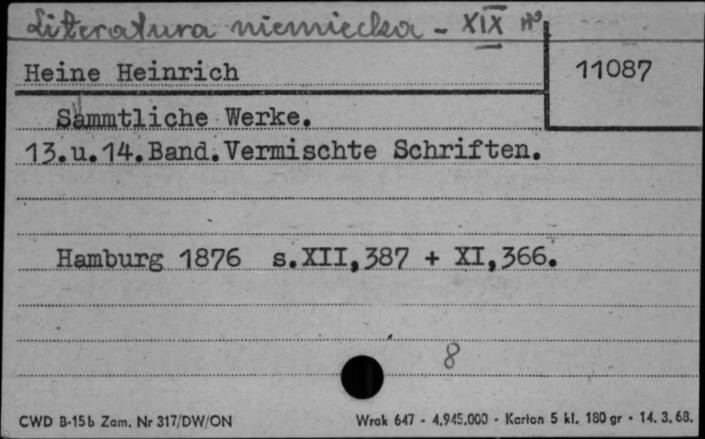 Literatura niemiecka - XIX w
Heine Heinrich
11087
Sämmtliche Werke.
13.u.14.Band.Vermischte Schriften.
Hamburg 1876 s.XII,387 + XI,366.
8
CWD B-15b Zam. Nr 317/DW/ON
Wrak 647 - 4.945.000 - Karton 5 kl. 180 gr - 14.3.68.